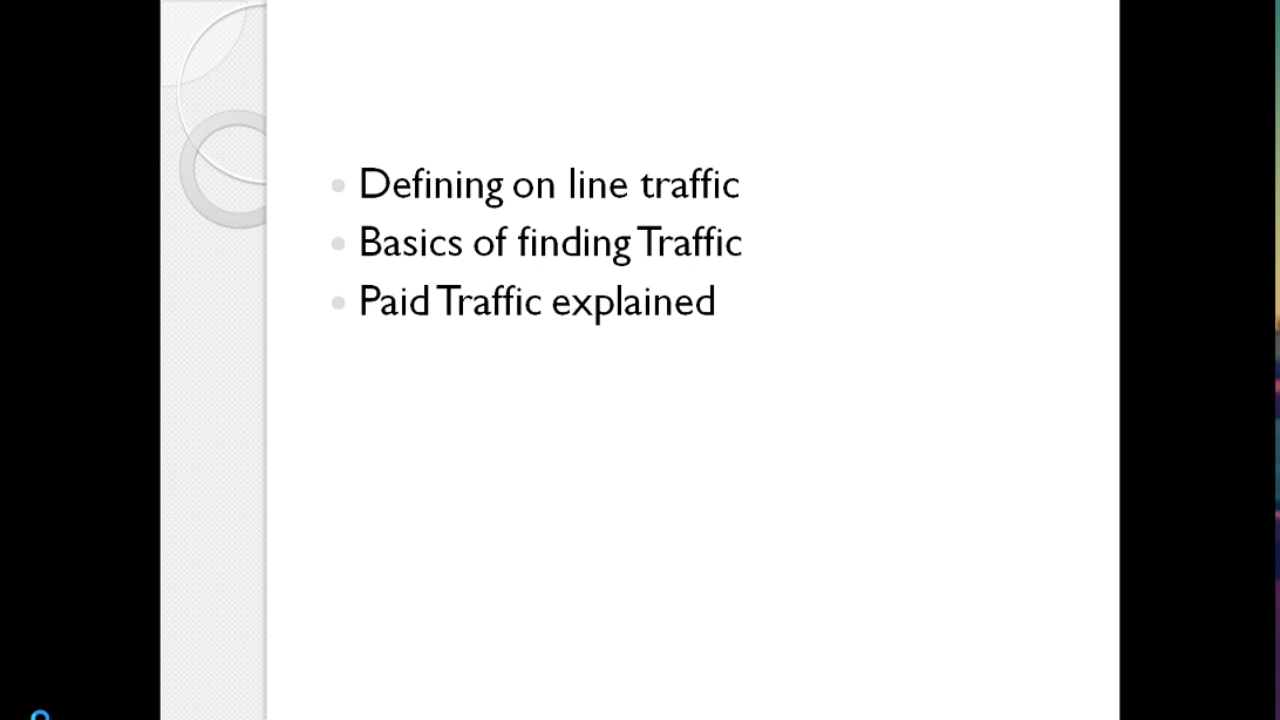 Defining on line traffic
Basics of finding Traffic
Paid Traffic explained